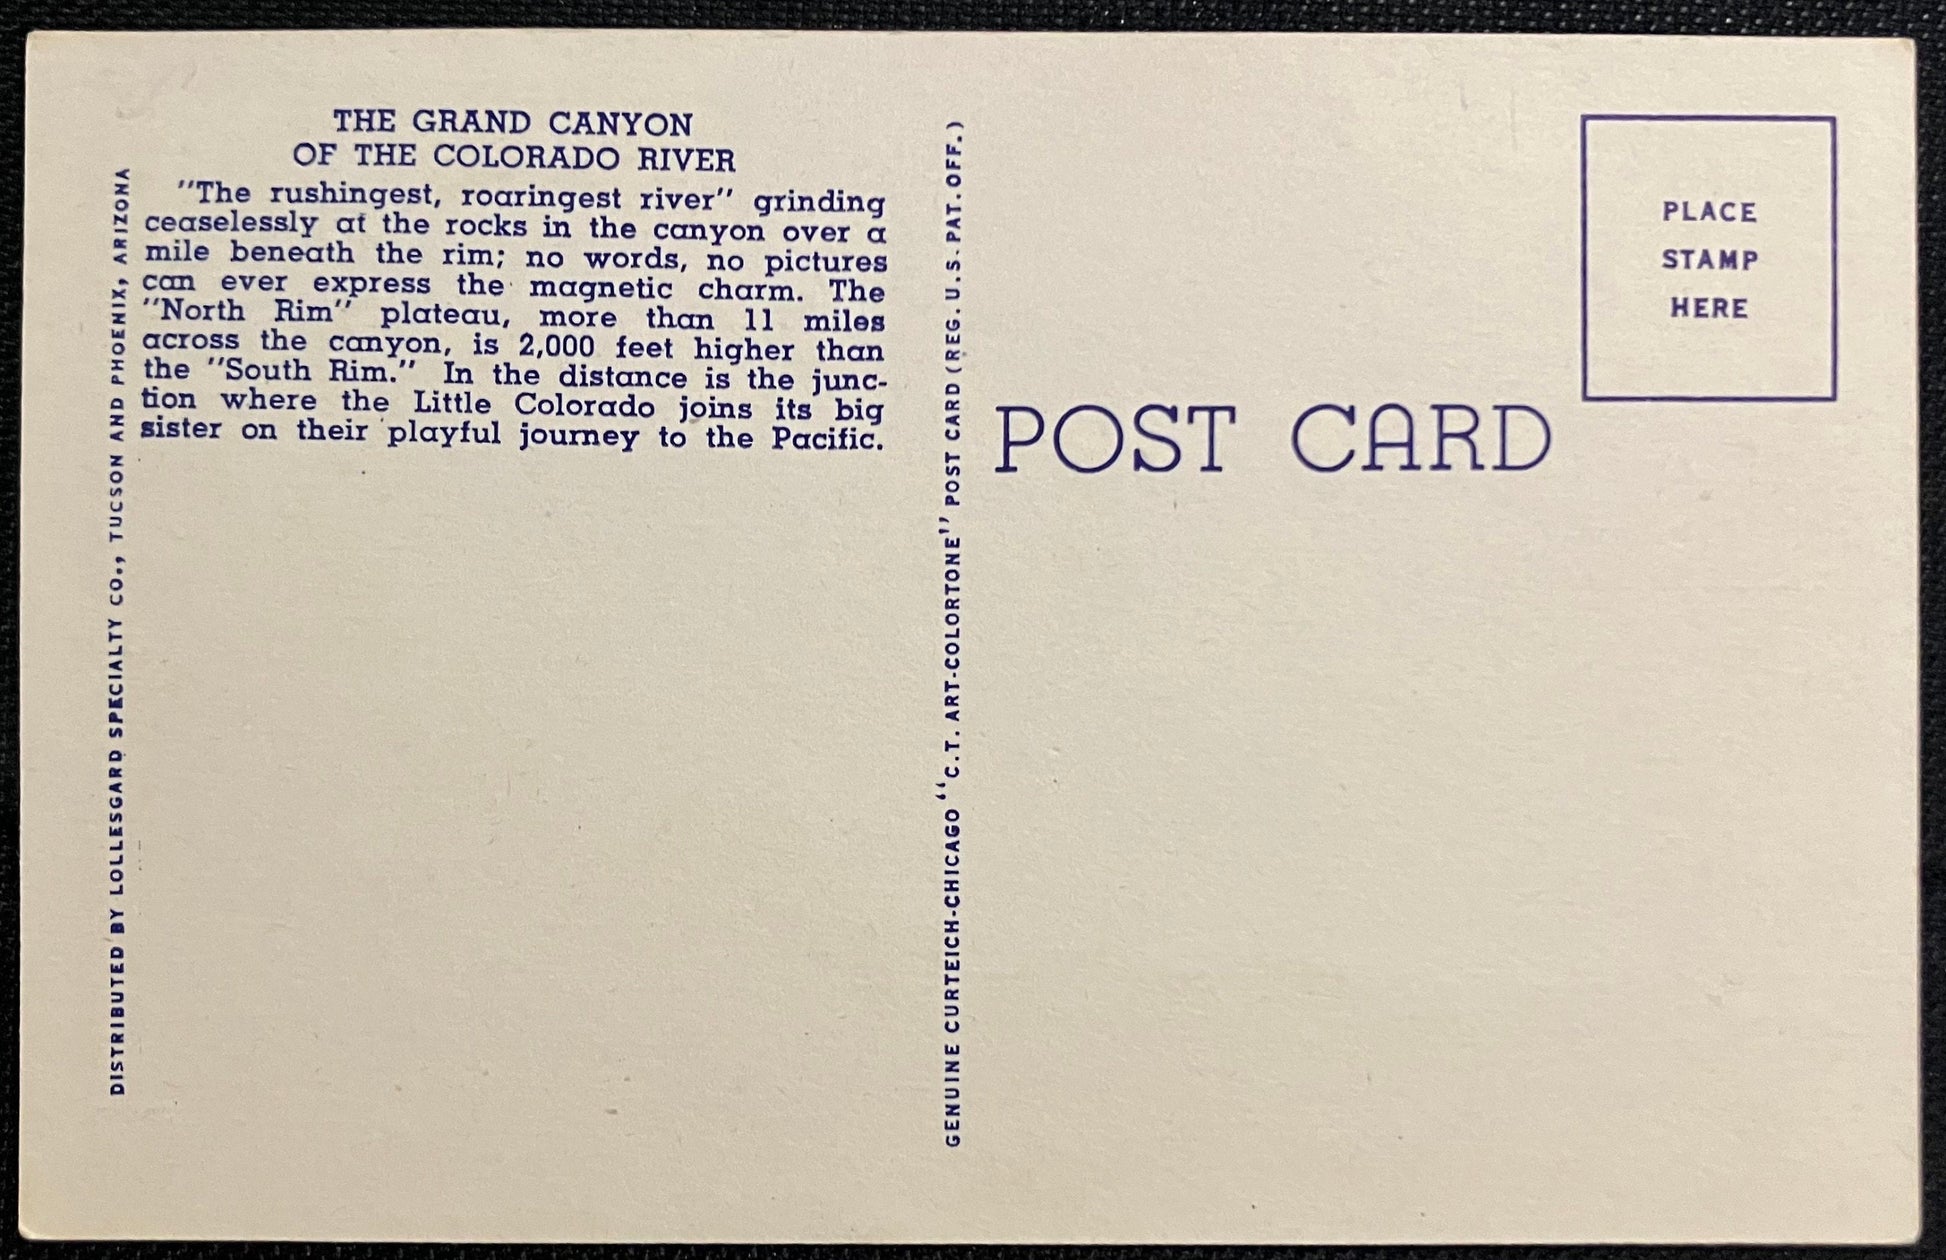 THE GRAND CANYON
OF THE COLORADO RIVER
"The rushingest, roaringest river" grinding
ceaselessly at the rocks in the canyon over a
mile beneath the rim; no words, no pictures
can ever express the magnetic charm. The
"North Rim" plateau, more than 11 miles
across the canyon, is 2,000 feet higher than
the "South Rim." In the distance is the junc-
tion where the Little Colorado joins its big
sister on their playful journey to the Pacific.
DISTRIBUTED BY LOLLESGARD SPECIALTY CO., TUCSON AND PHOENIX, ARIZONA
GENUINE CURTEICH-CHICAGO "C.T. ART-COLORTONE" POST CARD (REG. U.S. PAT. OFF.)
POST CARD
PLACE
STAMP
HERE